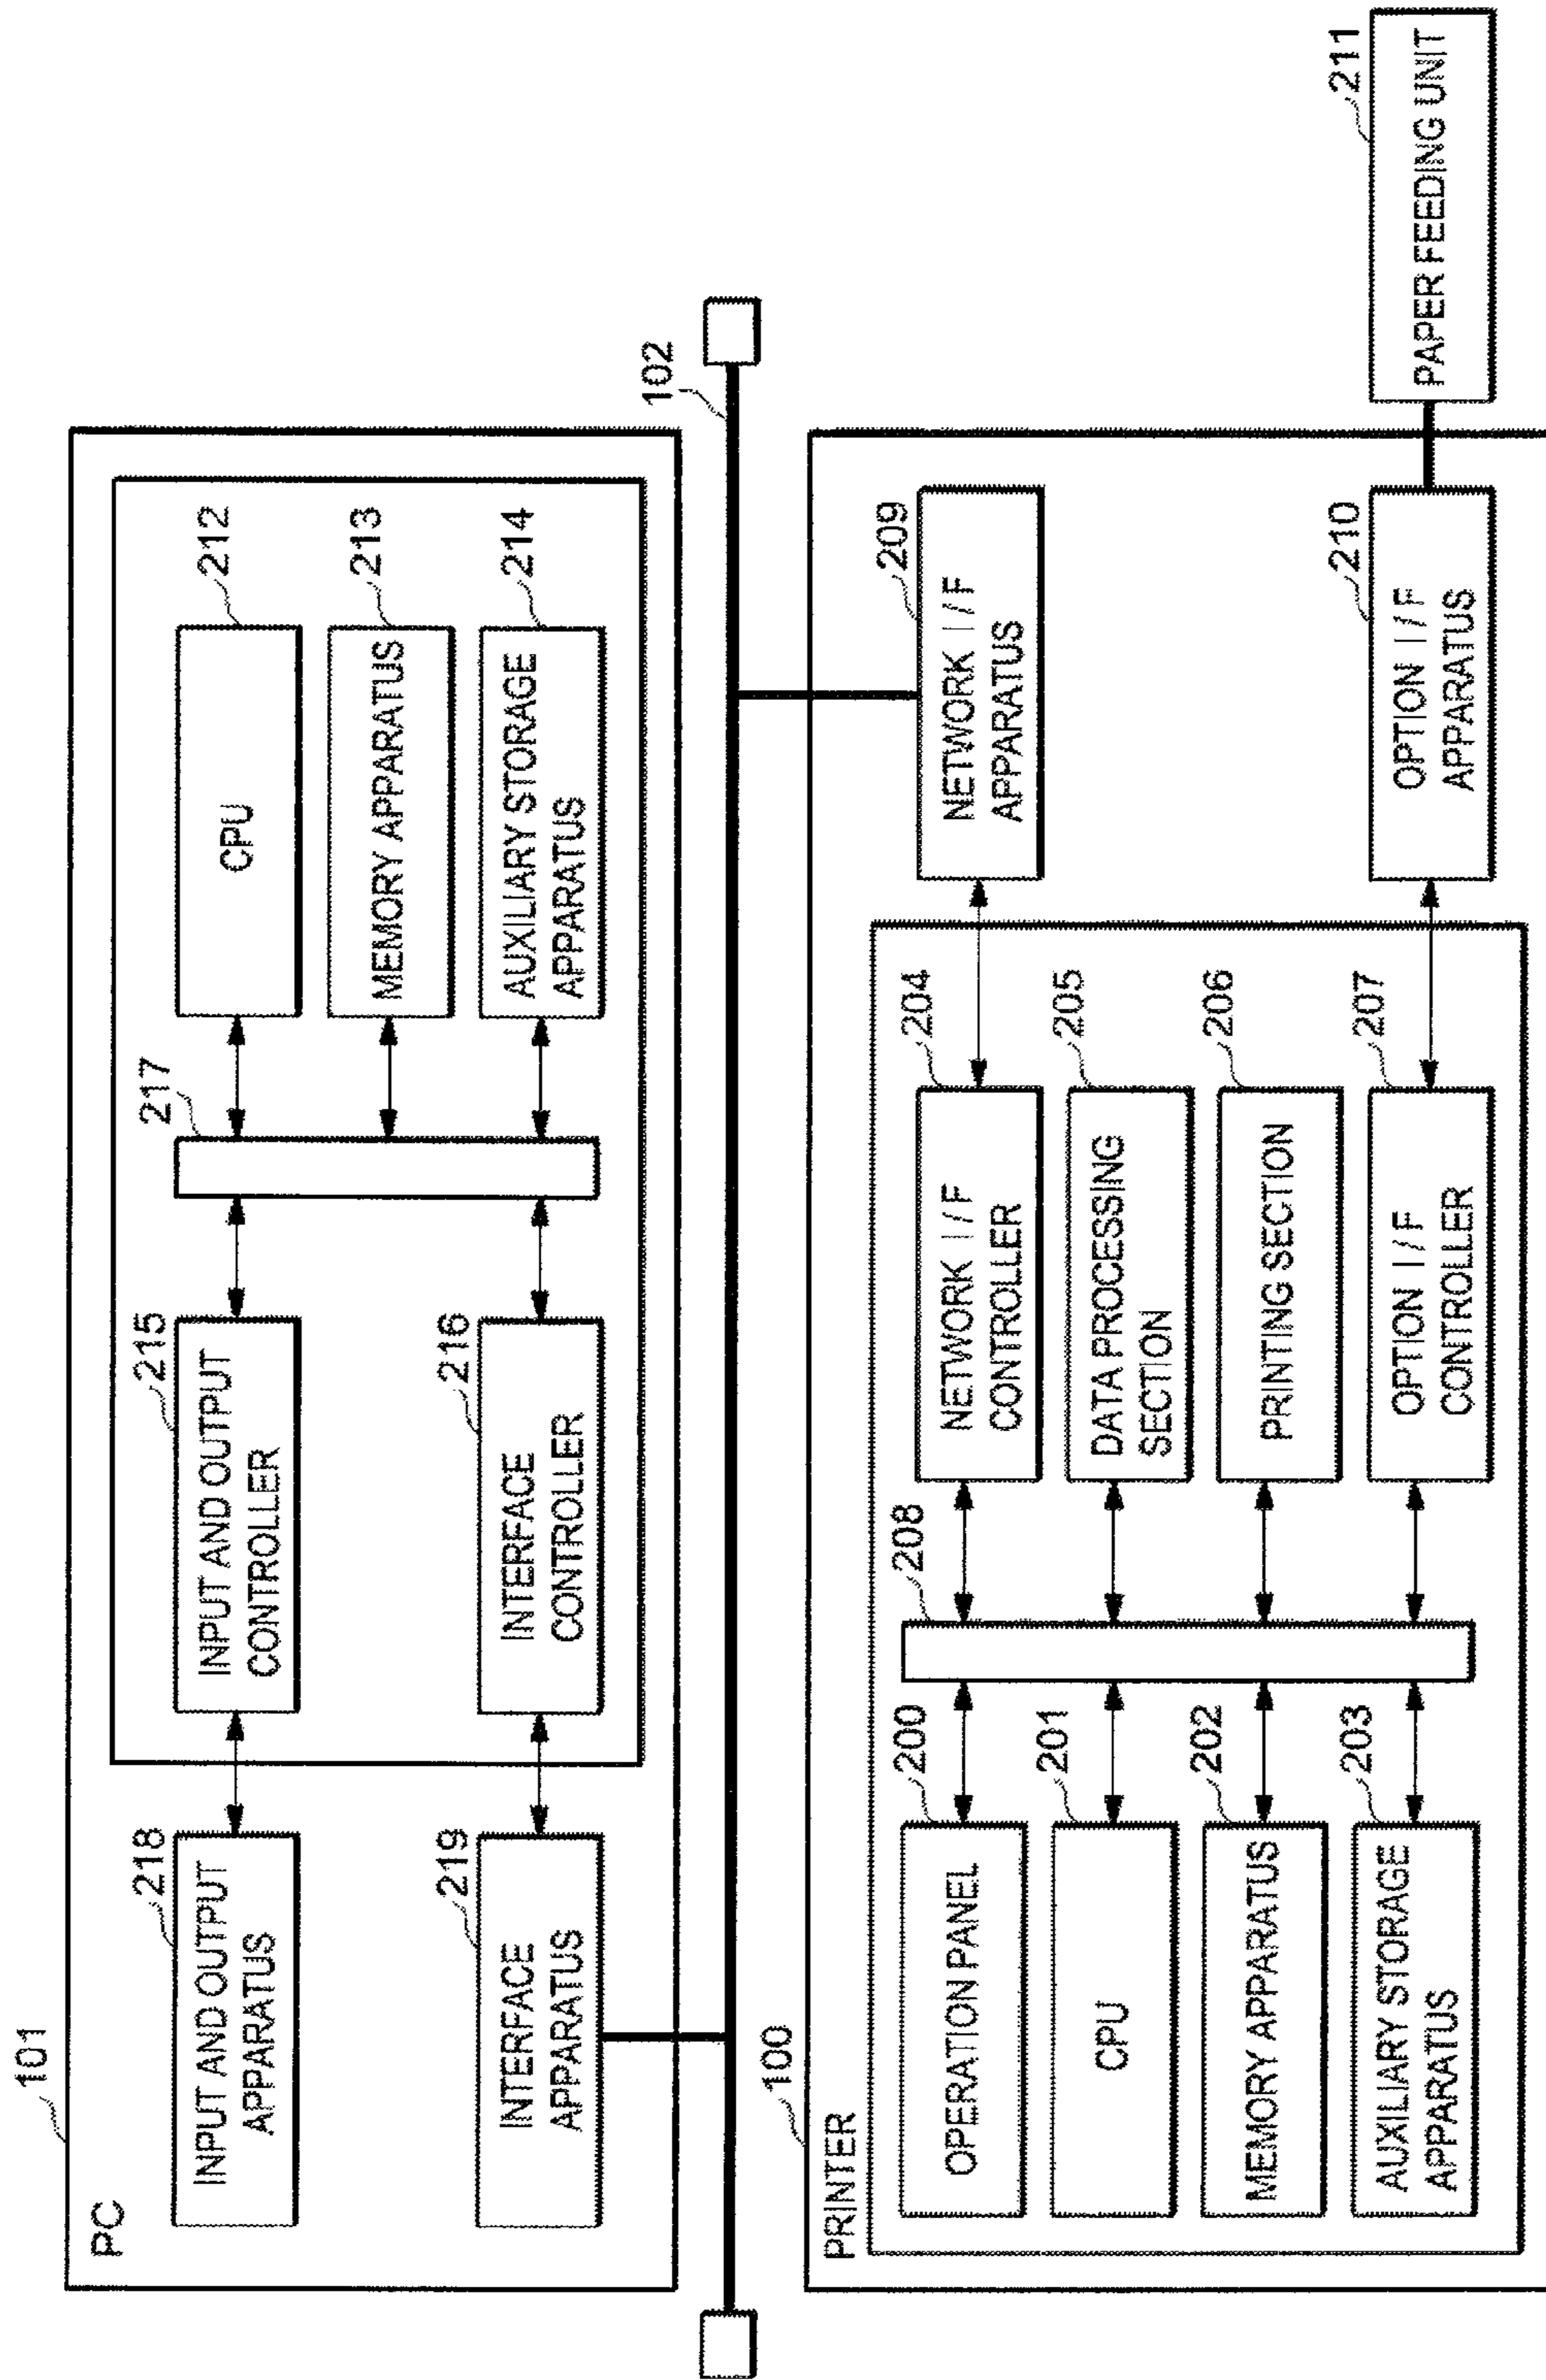 101
PC
218
INPUT AND OUTPUT
APPARATUS
215
INPUT AND OUTPUT
CONTROLLER
217
212
CPU
213
MEMORY APPARATUS
214
AUXILIARY STORAGE
APPARATUS
219
INTERFACE
APPARATUS
216
INTERFACE
CONTROLLER
102
100
PRINTER
200
OPERATION PANEL
201
CPU
202
MEMORY APPARATUS
203
AUXILIARY STORAGE
APPARATUS
208
204
NETWORK I/F
CONTROLLER
205
DATA PROCESSING
SECTION
206
PRINTING SECTION
207
OPTION I/F
CONTROLLER
209
NETWORK I/F
APPARATUS
210
OPTION I/F
APPARATUS
211
PAPER FEEDING UNIT